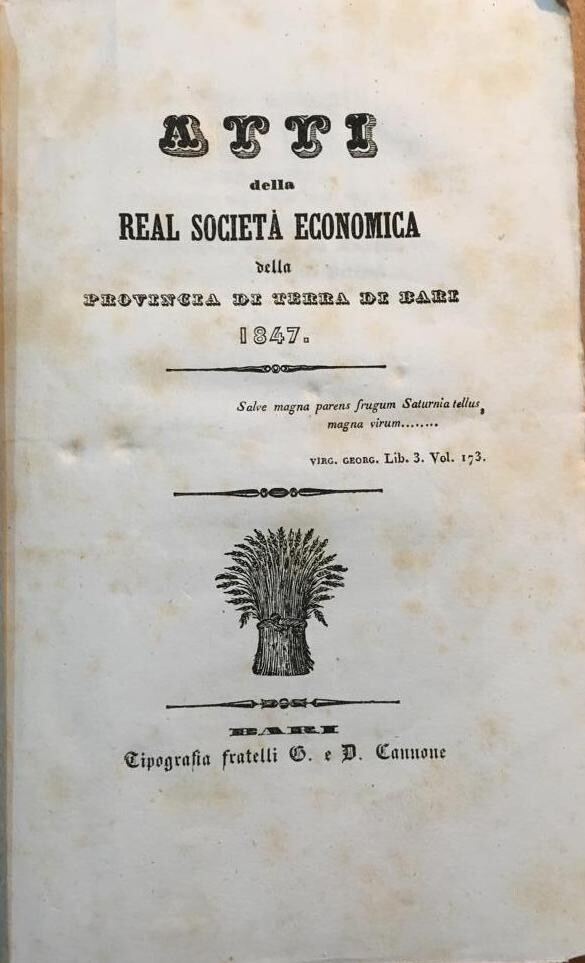 ATTI
della
REAL SOCIETÀ ECONOMICA
della
PROVINCIA DI TERRA DI BARI
1847.
Salve magna parens frugum Saturnia tellus,
magna virum........
VIRG. GEORG. Lib. 3. Vol. 173.
BARI
Tipografia fratelli G. e D. Cannone